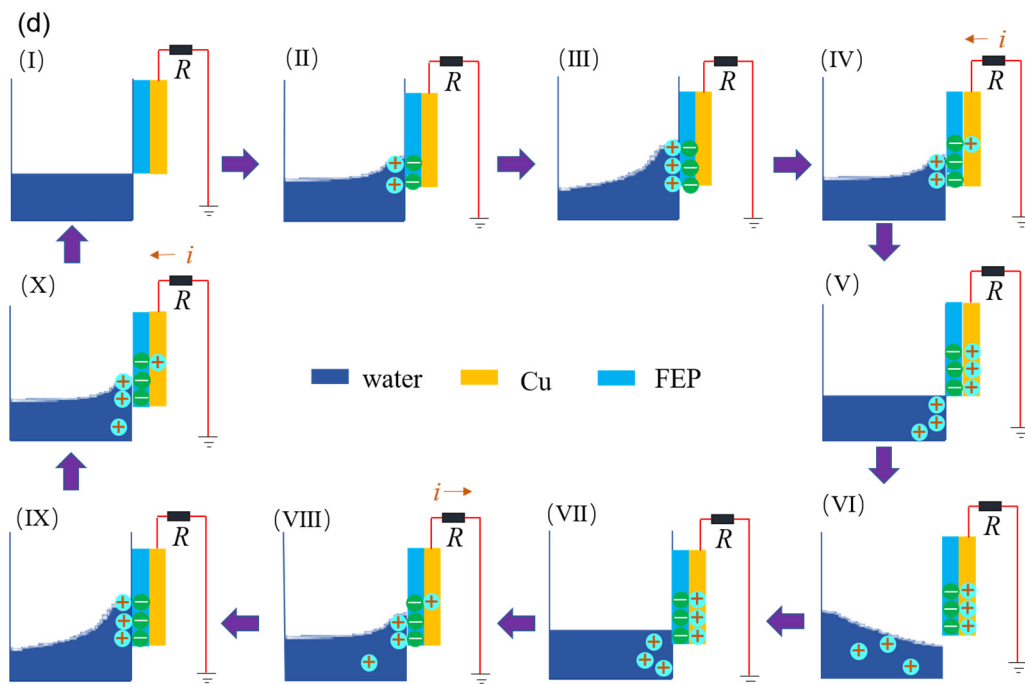 (d)
(I)
R
(II)
R
(III)
R
(IV)
i
R
(X)
i
R
(V)
R
water
Cu
FEP
(IX)
R
(VIII)
i
R
(VII)
R
(VI)
R